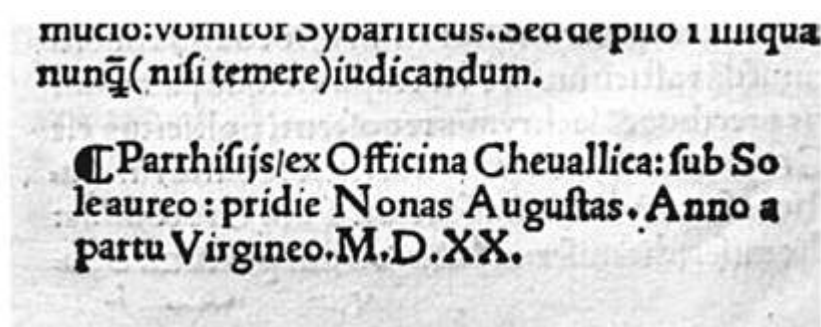 mucio:vomitor Sybariticus.Sed de pilo
nunq̃(niſi temere)iudicandum.
¶Parrhiſijs/ex Officina Cheuallica: ſub So
leaureo: pridie Nonas Auguſtas. Anno a
partu Virgineo.M.D.XX.